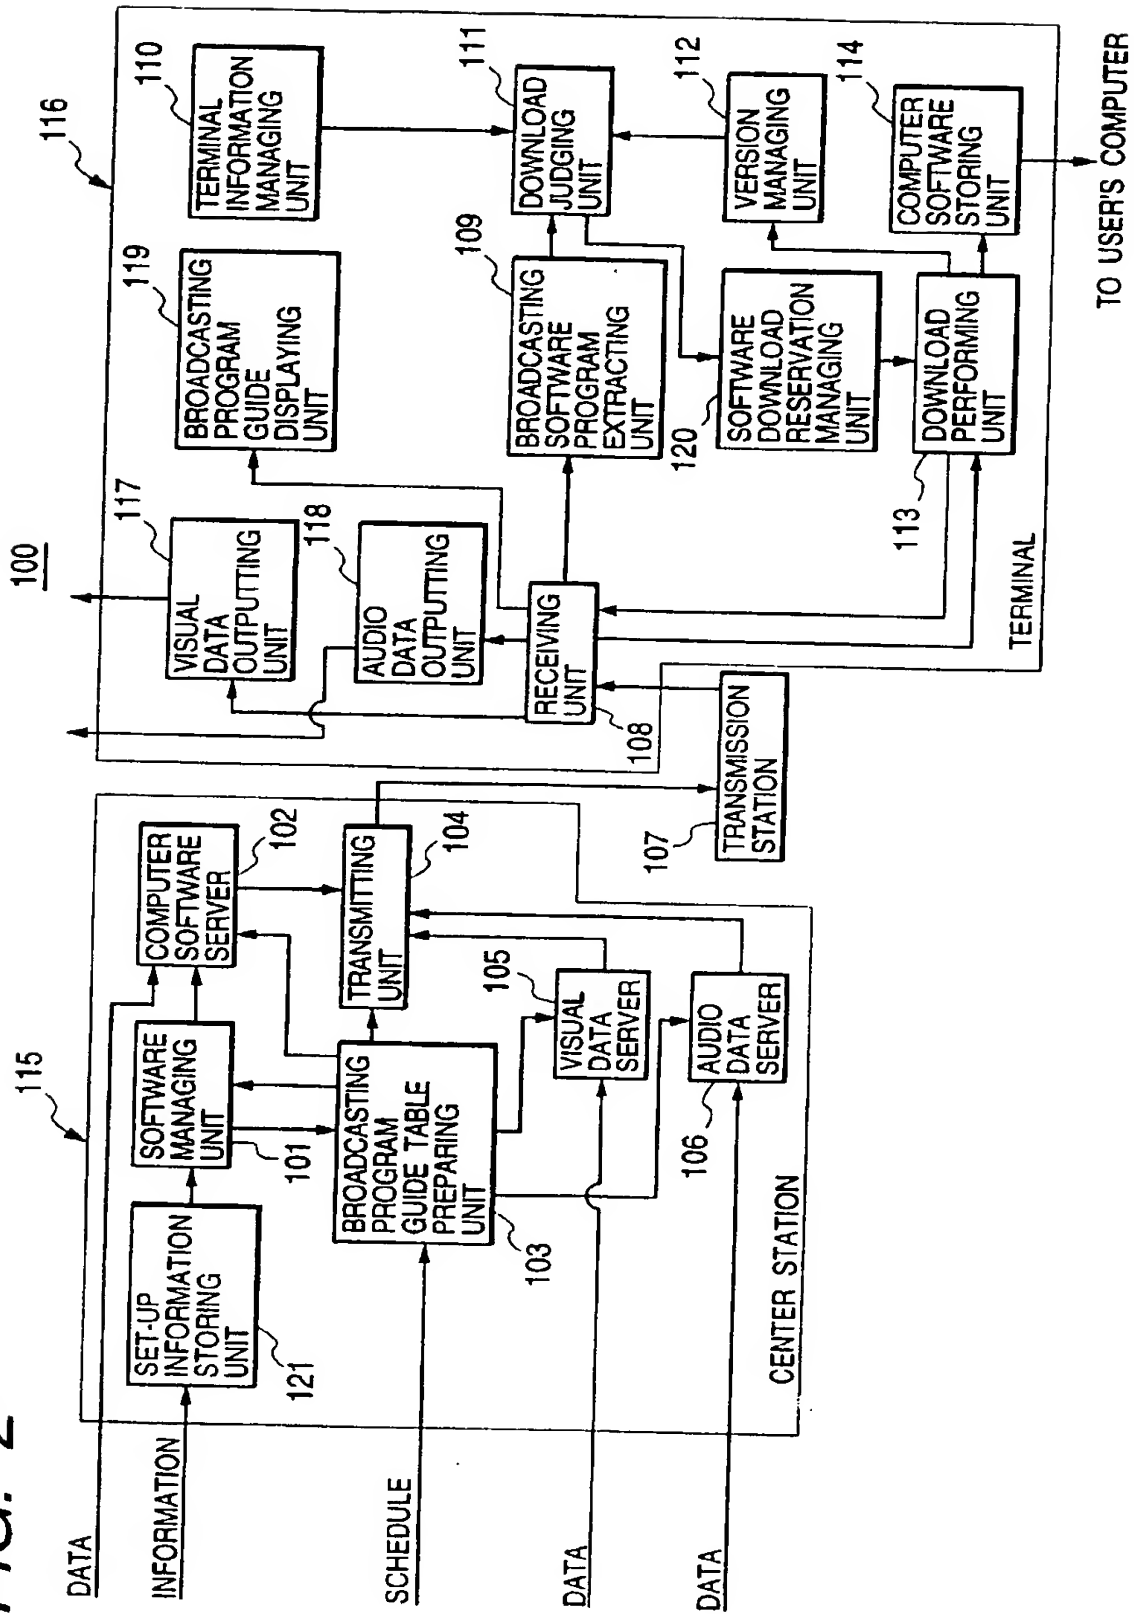 FIG. 2
100
115
116
DATA
INFORMATION
SCHEDULE
DATA
DATA
SET-UP
INFORMATION
STORING
UNIT
121
SOFTWARE
MANAGING
UNIT
101
COMPUTER
SOFTWARE
SERVER
102
BROADCASTING
PROGRAM
GUIDE TABLE
PREPARING
UNIT
103
TRANSMITTING
UNIT
104
VISUAL
DATA
SERVER
105
AUDIO
DATA
SERVER
106
CENTER STATION
TRANSMISSION
STATION
107
VISUAL
DATA
OUTPUTTING
UNIT
117
AUDIO
DATA
OUTPUTTING
UNIT
118
RECEIVING
UNIT
108
BROADCASTING
PROGRAM
GUIDE
DISPLAYING
UNIT
119
BROADCASTING
SOFTWARE
PROGRAM
EXTRACTING
UNIT
109
TERMINAL
INFORMATION
MANAGING
UNIT
110
DOWNLOAD
JUDGING
UNIT
111
SOFTWARE
DOWNLOAD
RESERVATION
MANAGING
UNIT
120
VERSION
MANAGING
UNIT
112
DOWNLOAD
PERFORMING
UNIT
113
COMPUTER
SOFTWARE
STORING
UNIT
114
TERMINAL
TO USER'S COMPUTER